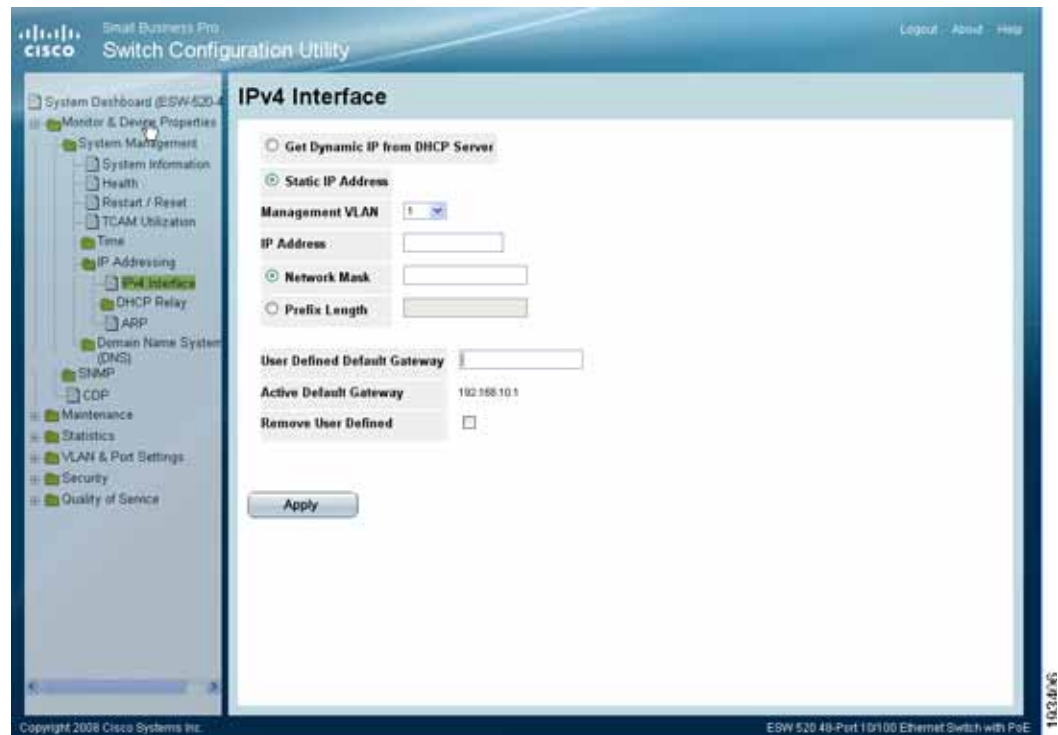 Small Business Pro
cisco Switch Configuration Utility
Logout About Help
System Dashboard (ESW-520-4
Monitor & Device Properties
System Management
System Information
Health
Restart / Reset
TCAM Utilization
Time
IP Addressing
IPv4 Interface
DHCP Relay
ARP
Domain Name System
(DNS)
SNMP
CDP
Maintenance
Statistics
VLAN & Port Settings
Security
Quality of Service
IPv4 Interface
Get Dynamic IP from DHCP Server
Static IP Address
Management VLAN 1
IP Address
Network Mask
Prefix Length
User Defined Default Gateway
Active Default Gateway 192.168.10.1
Remove User Defined
Apply
Copyright 2008 Cisco Systems Inc.
ESW 520 48-Port 10/100 Ethernet Switch with PoE
193406